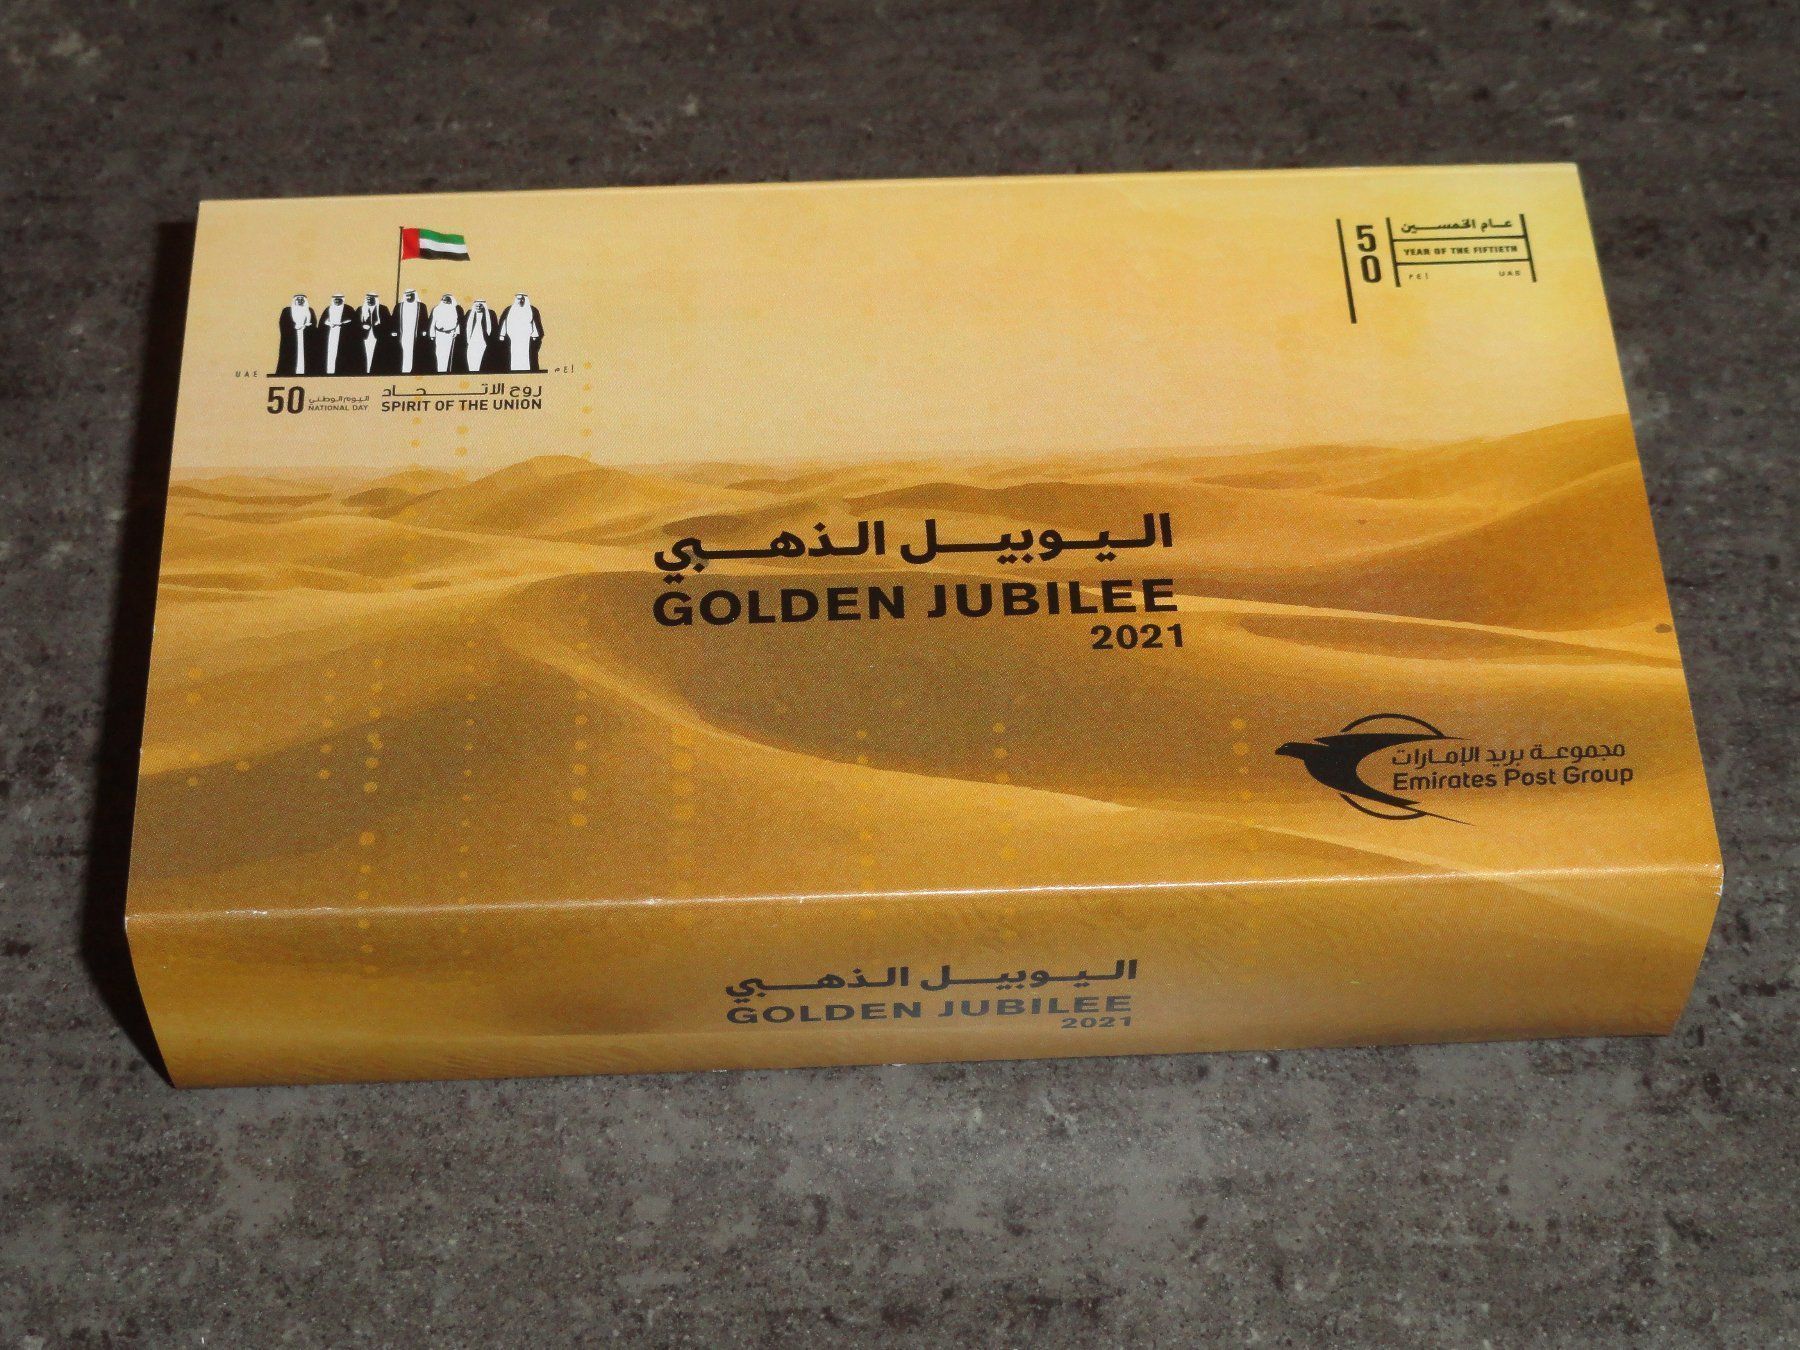 UAE
أ ع م
50
اليوم الوطني
NATIONAL DAY
روح الاتحاد
SPIRIT OF THE UNION
50
عام الخمسين
YEAR OF THE FIFTIETH
أ ع م
UAE
اليوبيل الذهبي
GOLDEN JUBILEE
2021
مجموعة بريد الإمارات
Emirates Post Group
اليوبيل الذهبي
GOLDEN JUBILEE
2021